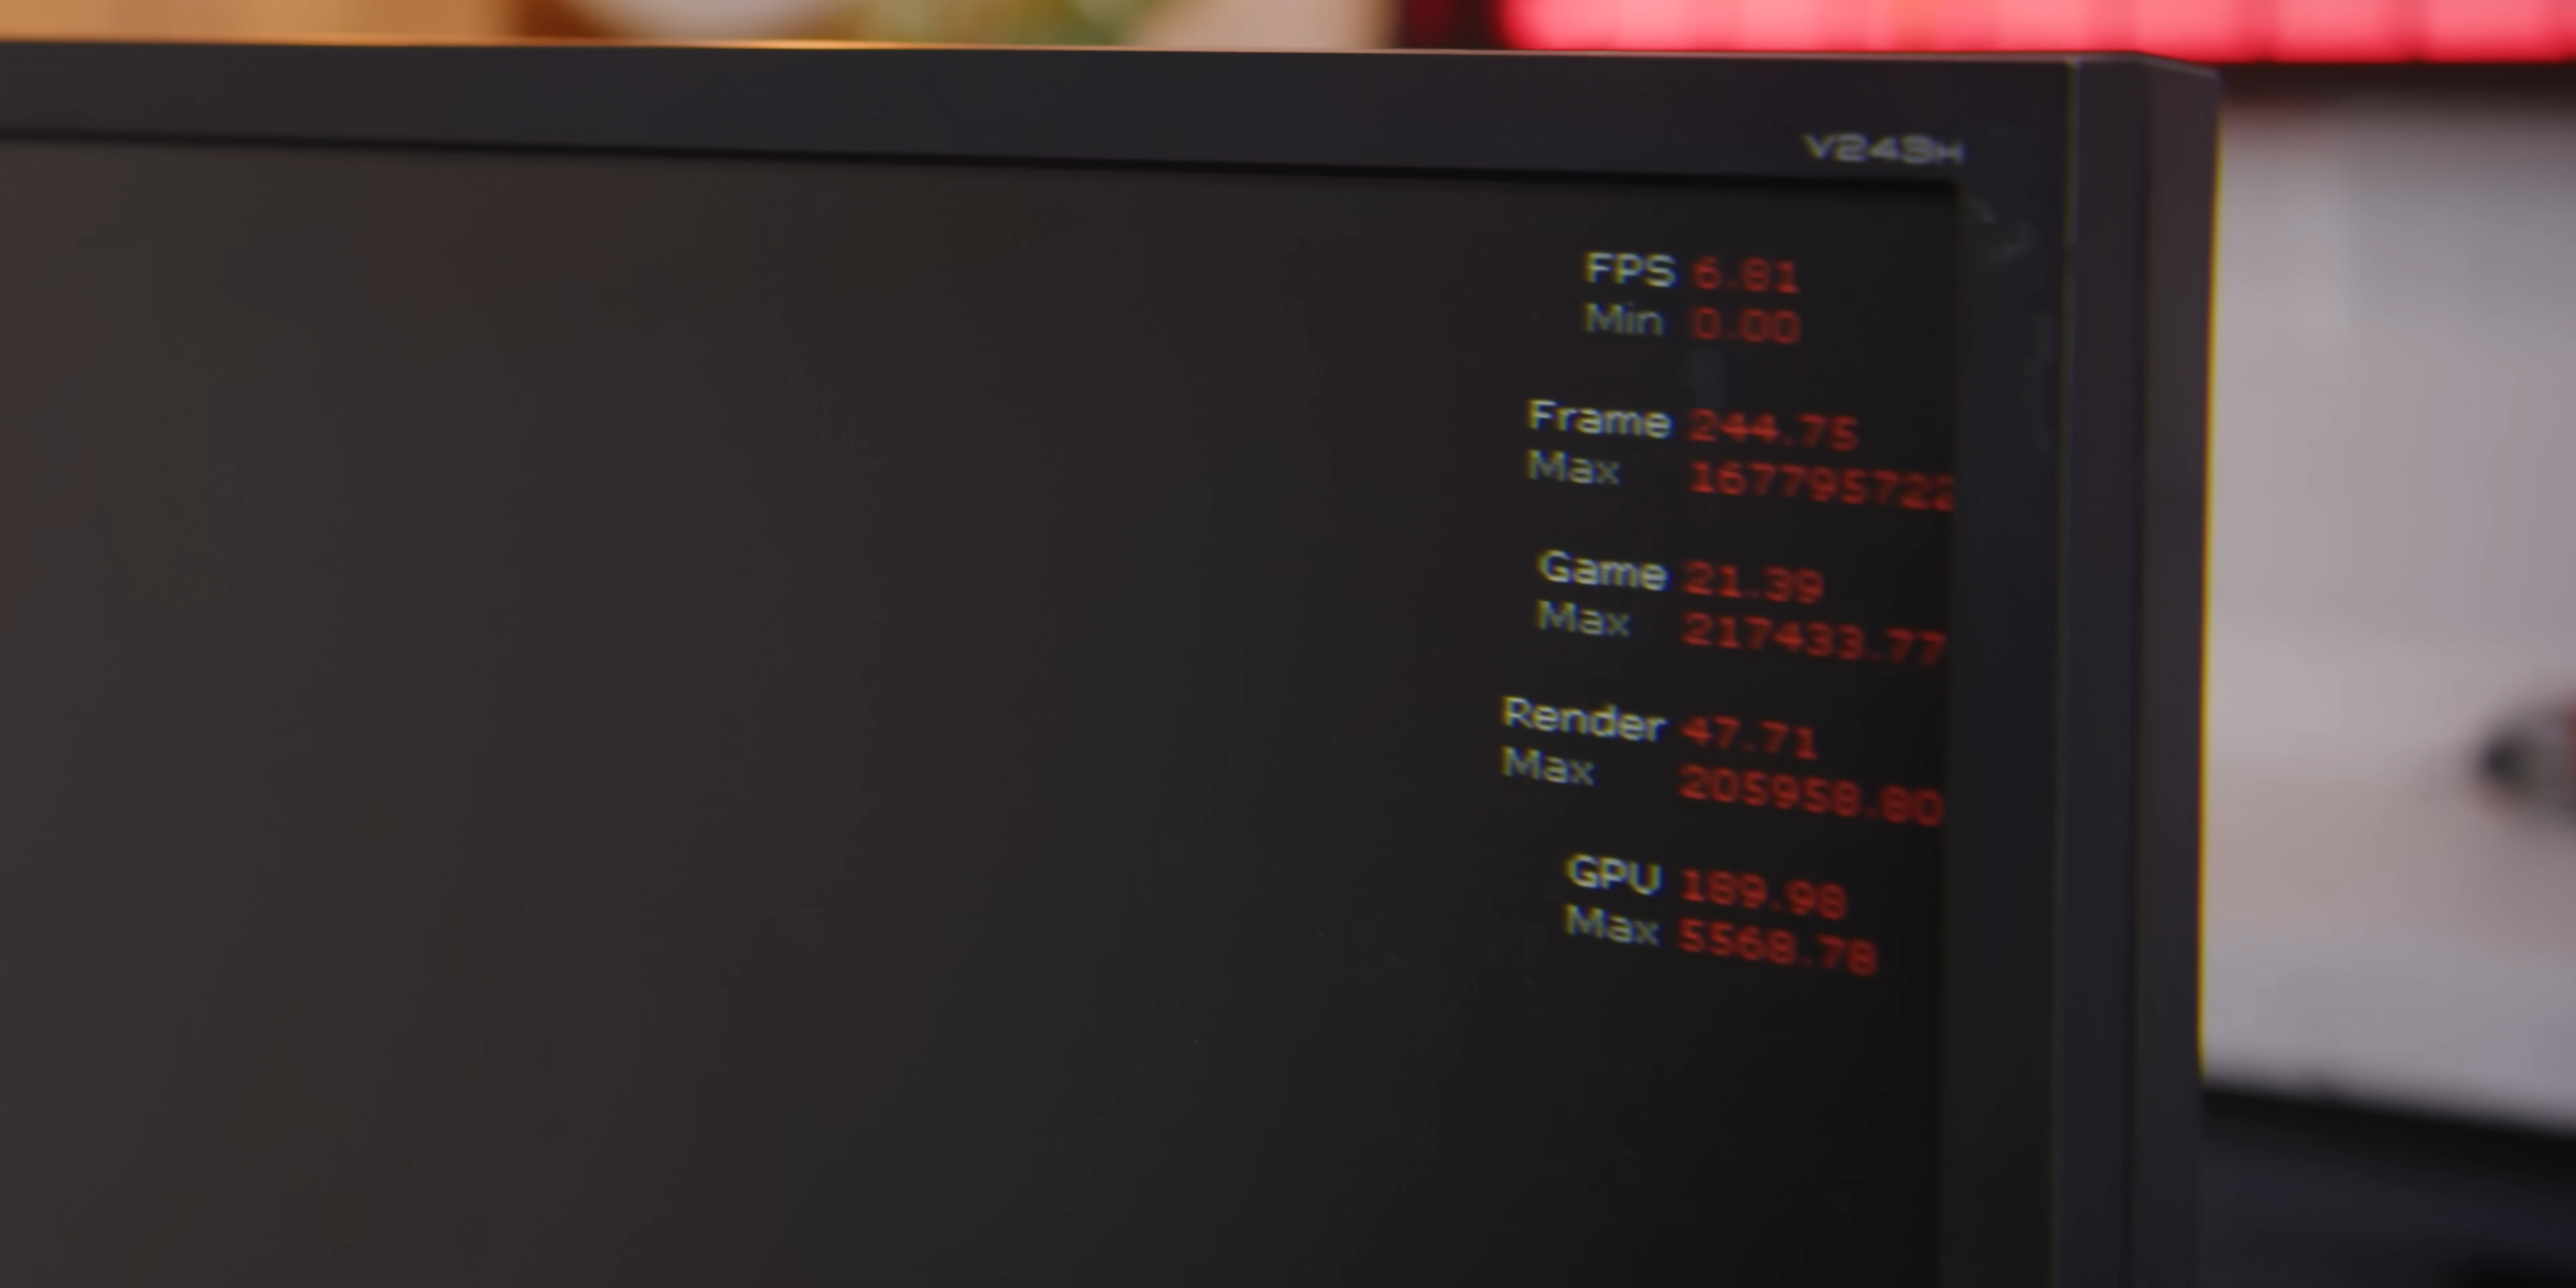 V243H
FPS 6.81
Min 0.00
Frame 244.75
Max 167795722
Game 21.39
Max 217433.77
Render 47.71
Max 205958.80
GPU 189.98
Max 5568.78